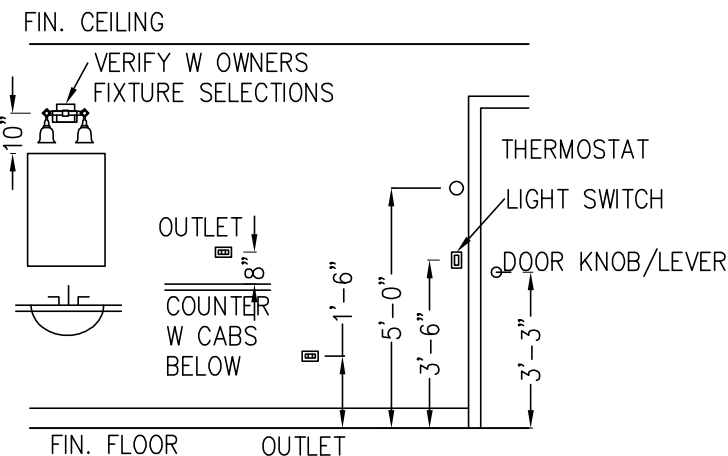 FIN. CEILING
VERIFY W OWNERS
FIXTURE SELECTIONS
10"
THERMOSTAT
LIGHT SWITCH
OUTLET
8"
DOOR KNOB/LEVER
COUNTER
W CABS
BELOW
1'-6"
5'-0"
3'-6"
3'-3"
FIN. FLOOR
OUTLET